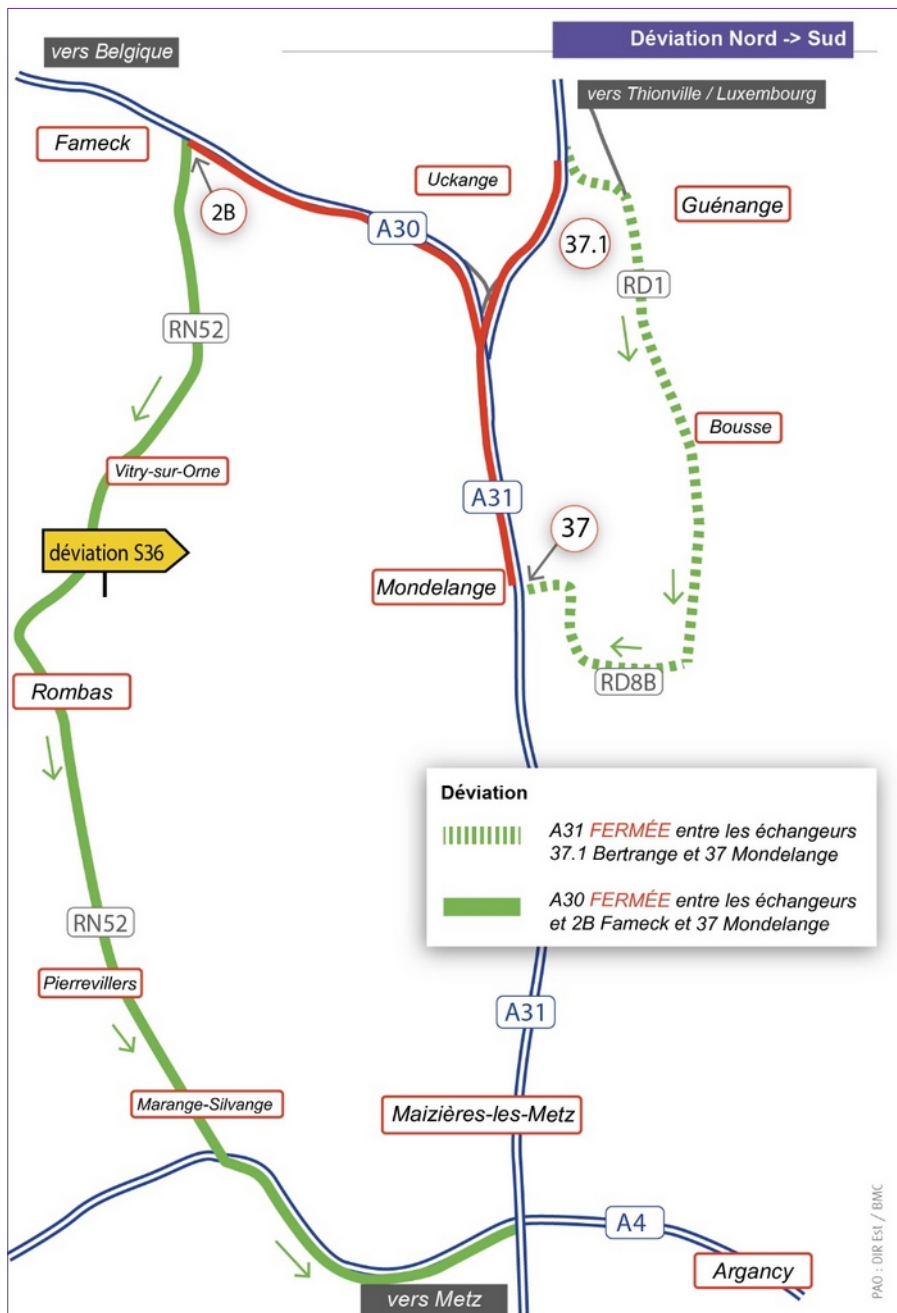 Déviation Nord -> Sud
vers Belgique
vers Thionville / Luxembourg
Fameck
Uckange
Guénange
2B
A30
37.1
RD1
RN52
Bousse
Vitry-sur-Orne
A31
37
déviation S36
Mondelange
Rombas
RD8B
Déviation
A31 FERMÉE entre les échangeurs
37.1 Bertrange et 37 Mondelange
A30 FERMÉE entre les échangeurs
et 2B Fameck et 37 Mondelange
RN52
Pierrevillers
A31
Marange-Silvange
Maizières-les-Metz
A4
Argancy
vers Metz
PAO : DIR Est / BMC